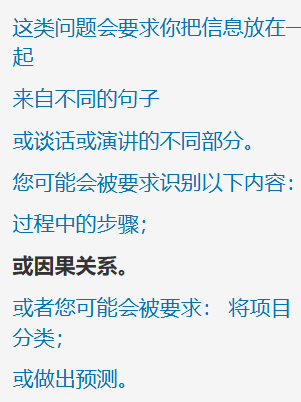 这类问题会要求你把信息放在一
起
来自不同的句子
或谈话或演讲的不同部分。
您可能会被要求识别以下内容：
过程中的步骤；
或因果关系。
或者您可能会被要求： 将项目
分类；
或做出预测。